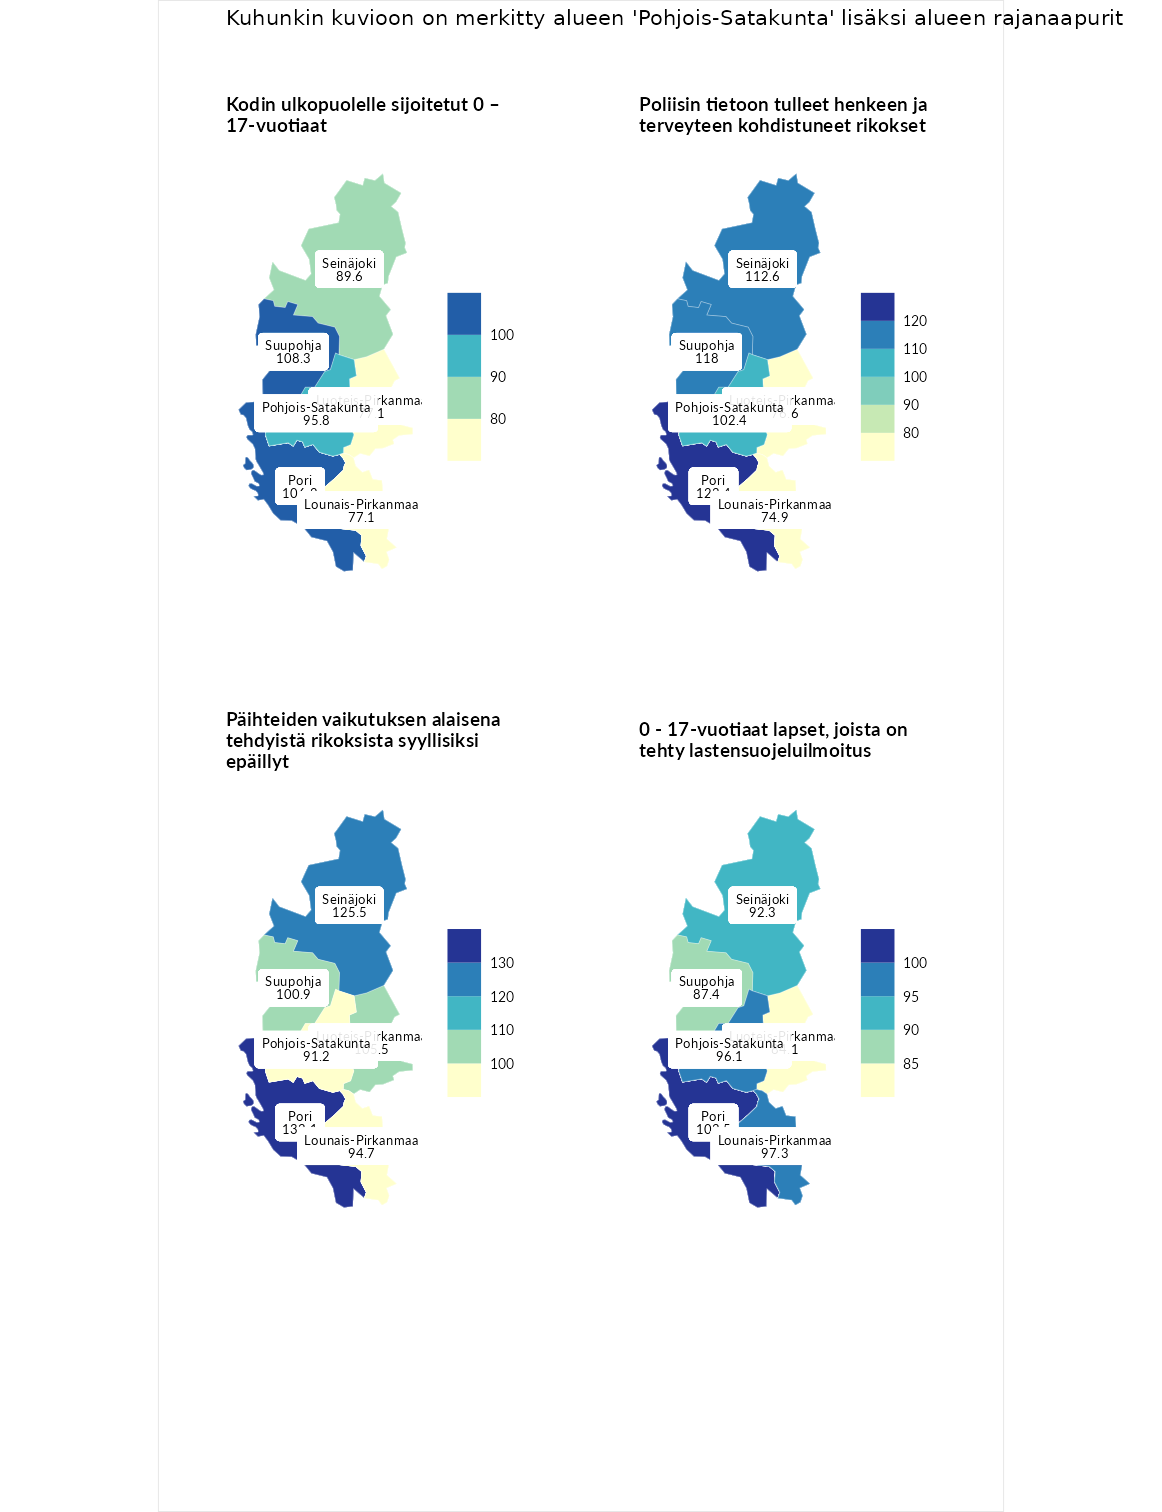 Kuhunkin kuvioon on merkitty alueen 'Pohjois-Satakunta' lisäksi alueen rajanaapurit
Kodin ulkopuolelle sijoitetut 0 –
17-vuotiaat
Seinäjoki
89.6
Suupohja
108.3
Pohjois-Satakunta
95.8
Pori
Lounais-Pirkanmaa
77.1
100
90
80
Poliisin tietoon tulleet henkeen ja
terveyteen kohdistuneet rikokset
Seinäjoki
112.6
Suupohja
118
Pohjois-Satakunta
102.4
Pori
Lounais-Pirkanmaa
74.9
120
110
100
90
80
Päihteiden vaikutuksen alaisena
tehdyistä rikoksista syyllisiksi
epäillyt
Seinäjoki
125.5
Suupohja
100.9
Pohjois-Satakunta
91.2
Pori
Lounais-Pirkanmaa
94.7
130
120
110
100
0 - 17-vuotiaat lapset, joista on
tehty lastensuojeluilmoitus
Seinäjoki
92.3
Suupohja
87.4
Pohjois-Satakunta
96.1
Pori
Lounais-Pirkanmaa
97.3
100
95
90
85